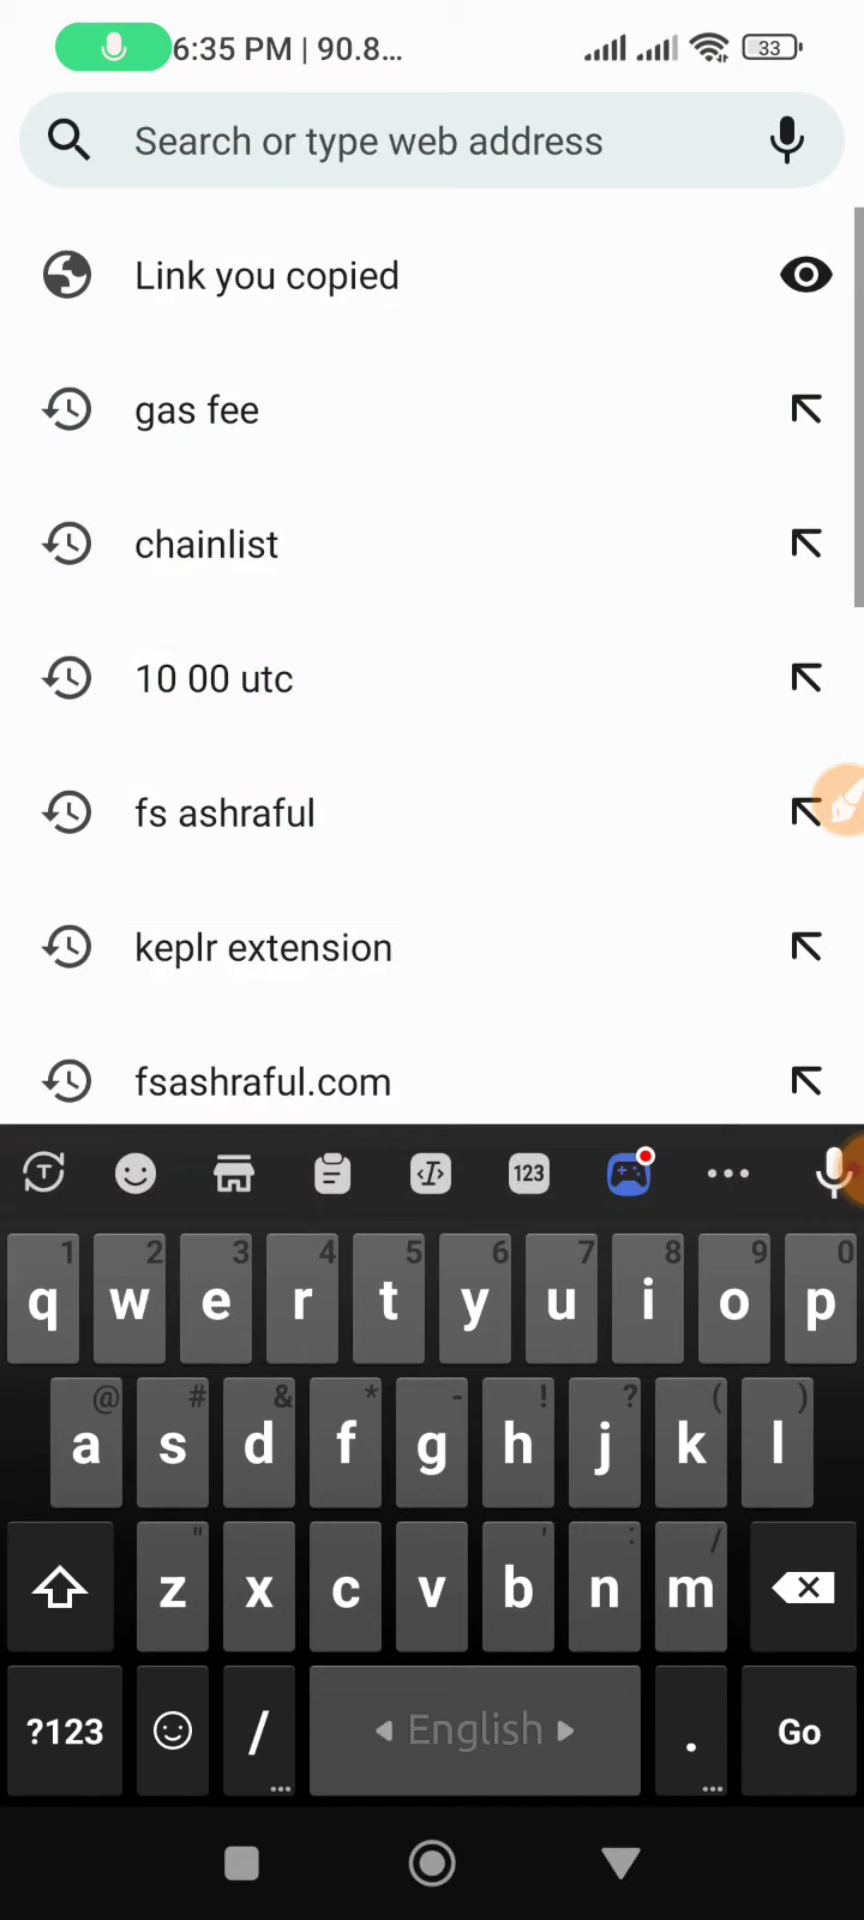 6:35 PM | 90.8...
33
Search or type web address
Link you copied
gas fee
chainlist
10 00 utc
fs ashraful
keplr extension
fsashraful.com
T 123
1 2 3 4 5 6 7 8 9 0
q w e r t y u i o p
@ # & * - ! ? ( )
a s d f g h j k l
" ' : /
z x c v b n m
?123 / English . Go